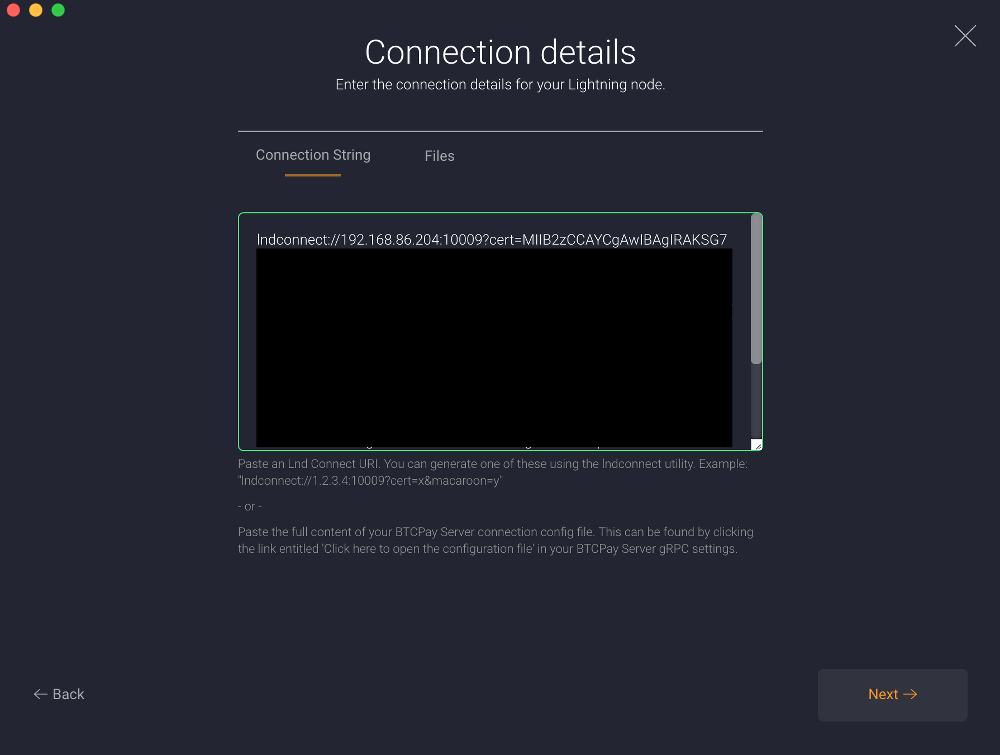 Connection details
Enter the connection details for your Lightning node.
Connection String
Files
lndconnect://192.168.86.204:10009?cert=MIIB2zCCAYCgAwIBAgIRAKSG7
Paste an Lnd Connect URI. You can generate one of these using the lndconnect utility. Example:
"lndconnect://1.2.3.4:10009?cert=x&macaroon=y"
- or -
Paste the full content of your BTCPay Server connection config file. This can be found by clicking
the link entitled 'Click here to open the configuration file' in your BTCPay Server gRPC settings.
← Back
Next →